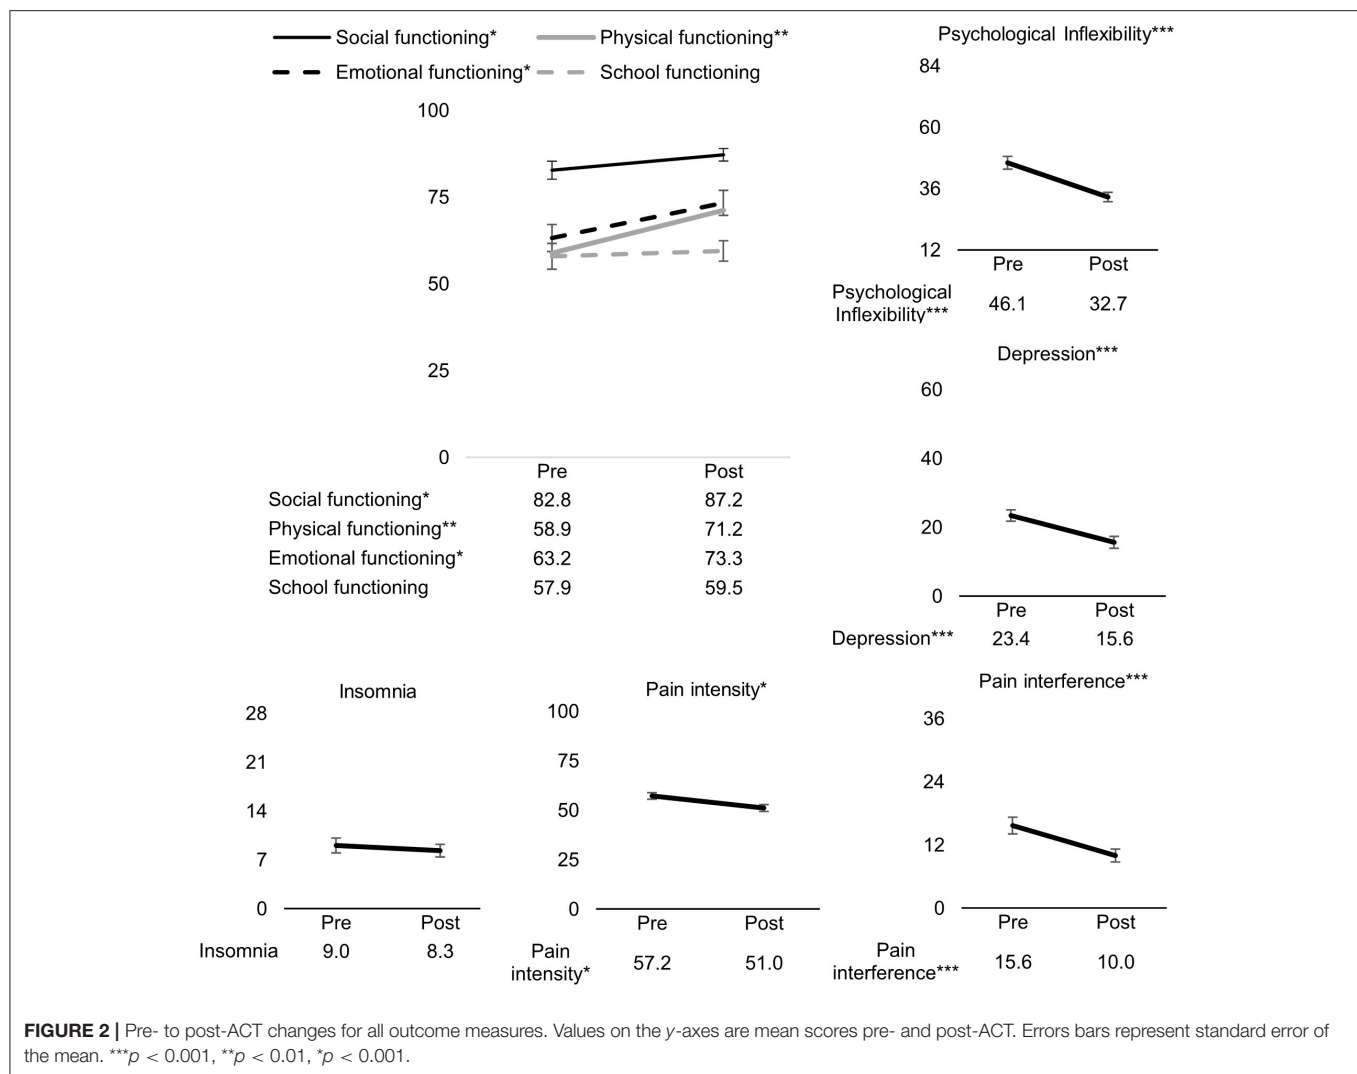 Social functioning* Physical functioning**
Emotional functioning* School functioning
100
75
50
25
0
Pre Post
Social functioning* 82.8 87.2
Physical functioning** 58.9 71.2
Emotional functioning* 63.2 73.3
School functioning 57.9 59.5
Psychological Inflexibility***
84
60
36
12
Pre Post
Psychological
Inflexibility*** 46.1 32.7
Depression***
60
40
20
0
Pre Post
Depression*** 23.4 15.6
Insomnia
28
21
14
7
0
Pre Post
Insomnia 9.0 8.3
Pain intensity*
100
75
50
25
0
Pre Post
Pain
intensity* 57.2 51.0
Pain interference***
36
24
12
0
Pre Post
Pain
interference*** 15.6 10.0
FIGURE 2 | Pre- to post-ACT changes for all outcome measures. Values on the y-axes are mean scores pre- and post-ACT. Errors bars represent standard error of
the mean. ***p < 0.001, **p < 0.01, *p < 0.001.